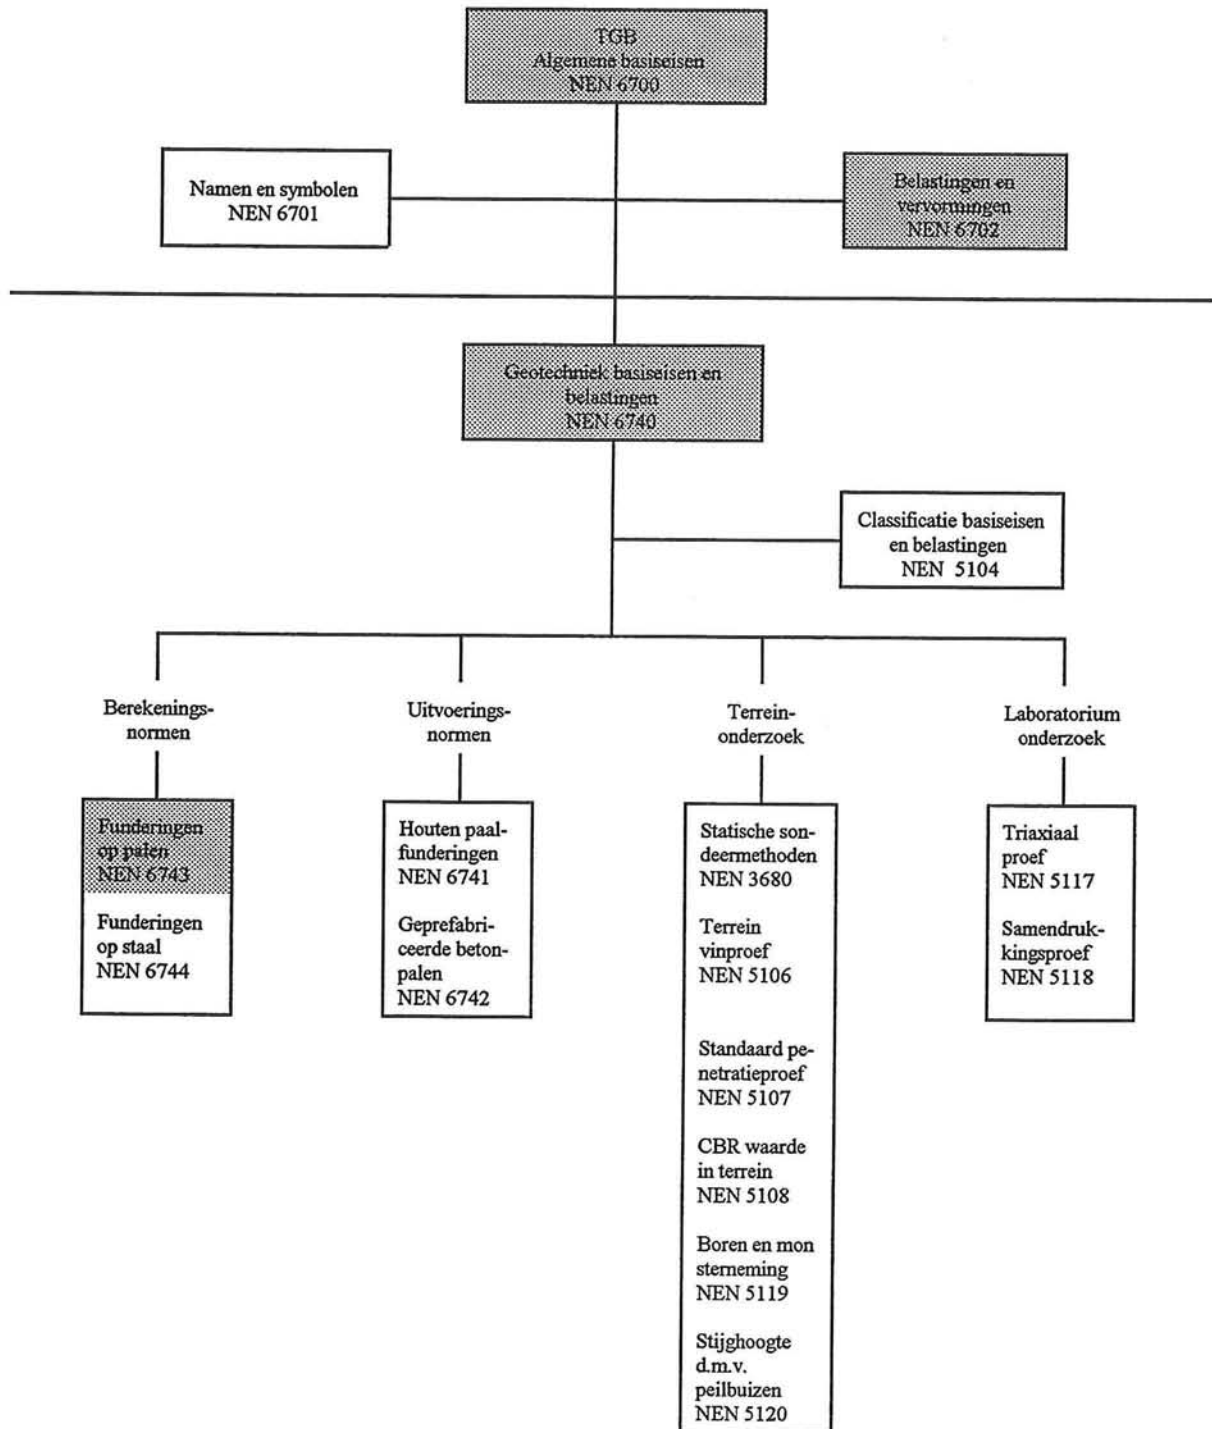 TGB
Algemene basiseisen
NEN 6700
Namen en symbolen
NEN 6701
Belastingen en
vervormingen
NEN 6702
Geotechniek basiseisen en
belastingen
NEN 6740
Classificatie basiseisen
en belastingen
NEN 5104
Berekenings-
normen
Funderingen
op palen
NEN 6743
Funderingen
op staal
NEN 6744
Uitvoerings-
normen
Houten paal-
funderingen
NEN 6741
Geprefabri-
ceerde beton-
palen
NEN 6742
Terrein-
onderzoek
Statische son-
deermethoden
NEN 3680
Terrein
vinproef
NEN 5106
Standaard pe-
netratieproef
NEN 5107
CBR waarde
in terrein
NEN 5108
Boren en mon
sterneming
NEN 5119
Stijghoogte
d.m.v.
peilbuizen
NEN 5120
Laboratorium
onderzoek
Triaxiaal
proef
NEN 5117
Samendruk-
kingsproef
NEN 5118